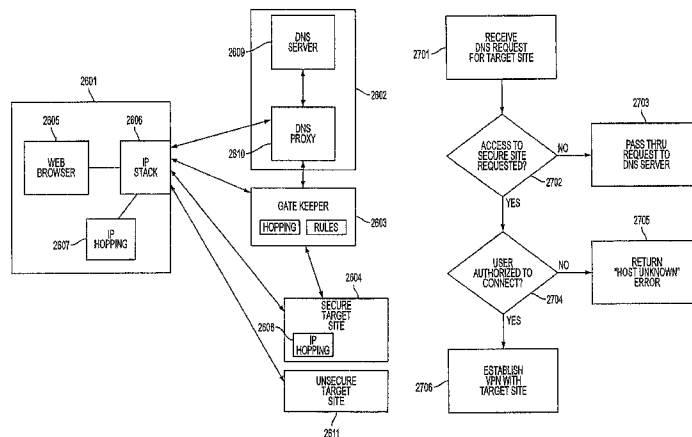 2601
2605
2606
WEB
BROWSER
IP
STACK
2607
IP
HOPPING
2609
DNS
SERVER
2602
DNS
PROXY
2610
GATE KEEPER
HOPPING
RULES
2603
2604
SECURE
TARGET
SITE
2608
IP
HOPPING
UNSECURE
TARGET
SITE
2611
2701
RECEIVE
DNS REQUEST
FOR TARGET SITE
ACCESS TO
SECURE SITE
REQUESTED?
2702
NO
2703
PASS THRU
REQUEST TO
DNS SERVER
YES
USER
AUTHORIZED TO
CONNECT?
2704
NO
2705
RETURN
"HOST UNKNOWN"
ERROR
YES
2706
ESTABLISH
VPN WITH
TARGET SITE